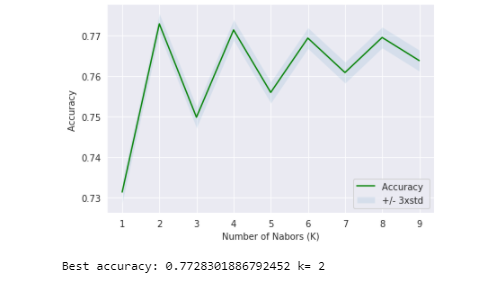 0.77
0.76
0.75
0.74
0.73
Accuracy
1 2 3 4 5 6 7 8 9
Number of Nabors (K)
Accuracy
+/- 3xstd
Best accuracy: 0.7728301886792452 k= 2